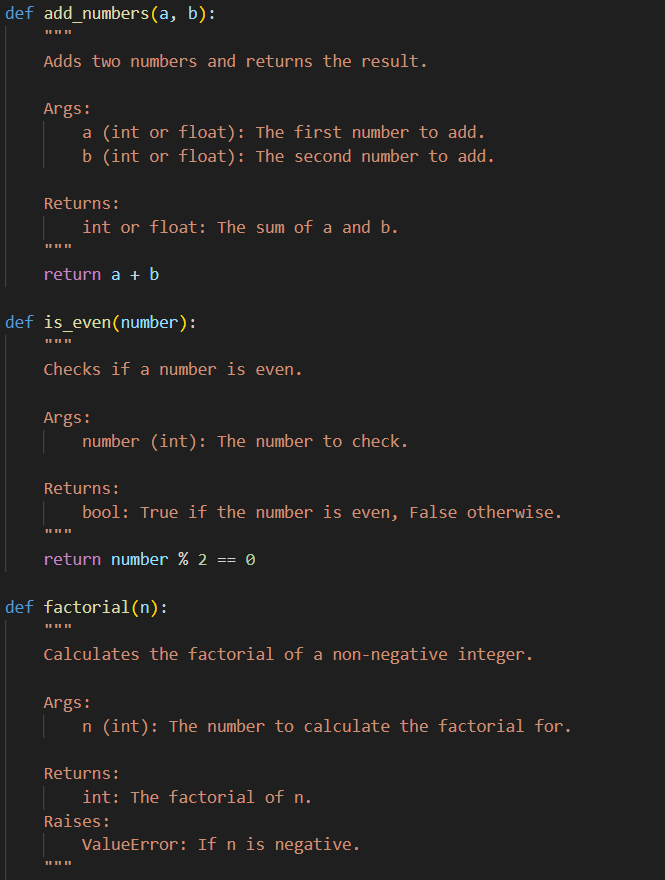 def add_numbers(a, b):
    """
    Adds two numbers and returns the result.

    Args:
        a (int or float): The first number to add.
        b (int or float): The second number to add.

    Returns:
        int or float: The sum of a and b.
    """
    return a + b

def is_even(number):
    """
    Checks if a number is even.

    Args:
        number (int): The number to check.

    Returns:
        bool: True if the number is even, False otherwise.
    """
    return number % 2 == 0

def factorial(n):
    """
    Calculates the factorial of a non-negative integer.

    Args:
        n (int): The number to calculate the factorial for.

    Returns:
        int: The factorial of n.
    Raises:
        ValueError: If n is negative.
    """